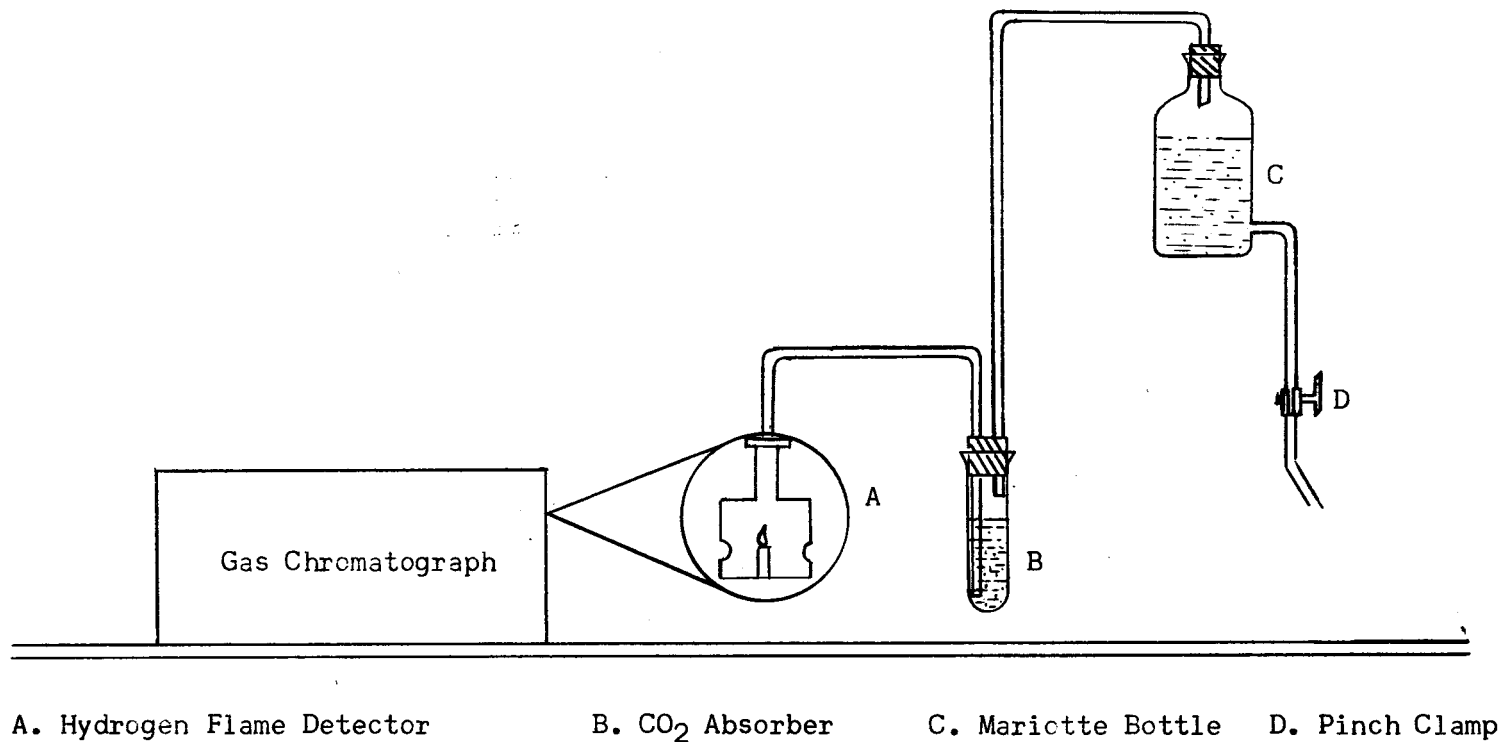 C
D
A
Gas Chromatograph
B
A. Hydrogen Flame Detector B. CO2 Absorber C. Mariotte Bottle D. Pinch Clamp